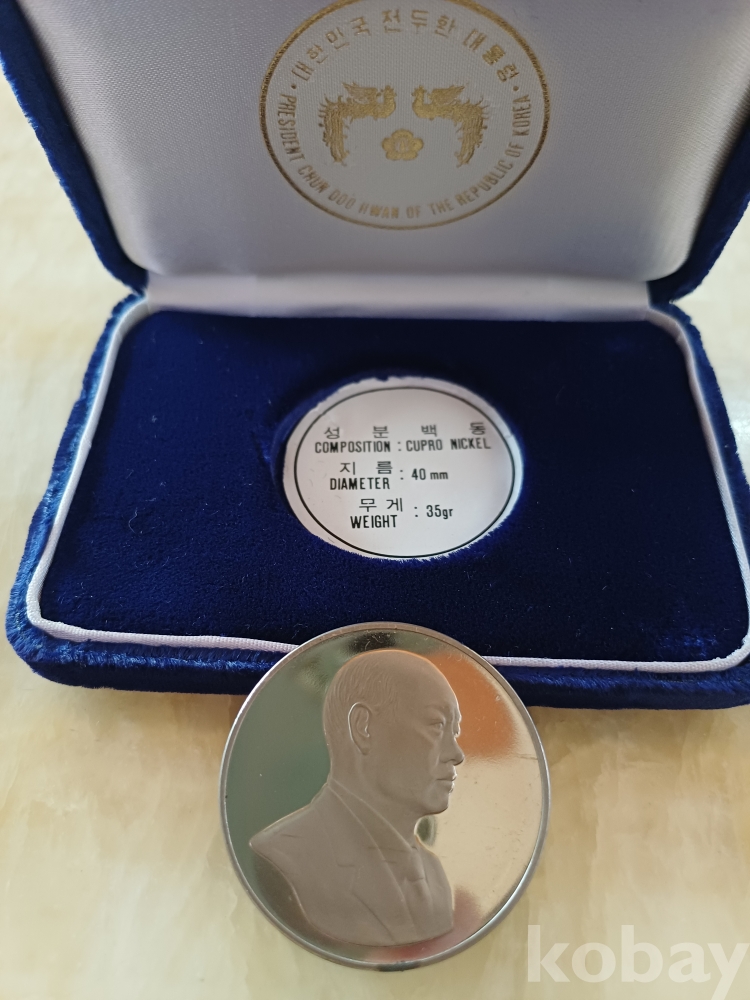 · 대한민국 전두환 대통령 ·
PRESIDENT CHUN DOO HWAN OF THE REPUBLIC OF KOREA
성 분 백 동
COMPOSITION : CUPRO NICKEL
지 름
DIAMETER : 40 mm
무 게
WEIGHT : 35gr
kobay